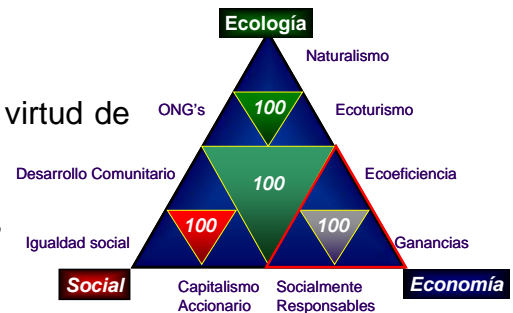 Ecología
Naturalismo
virtud de
ONG's
100
Ecoturismo
Desarrollo Comunitario
100
Ecoeficiencia
100
100
Igualdad social
Ganancias
Social
Capitalismo
Accionario
Socialmente
Responsables
Economía